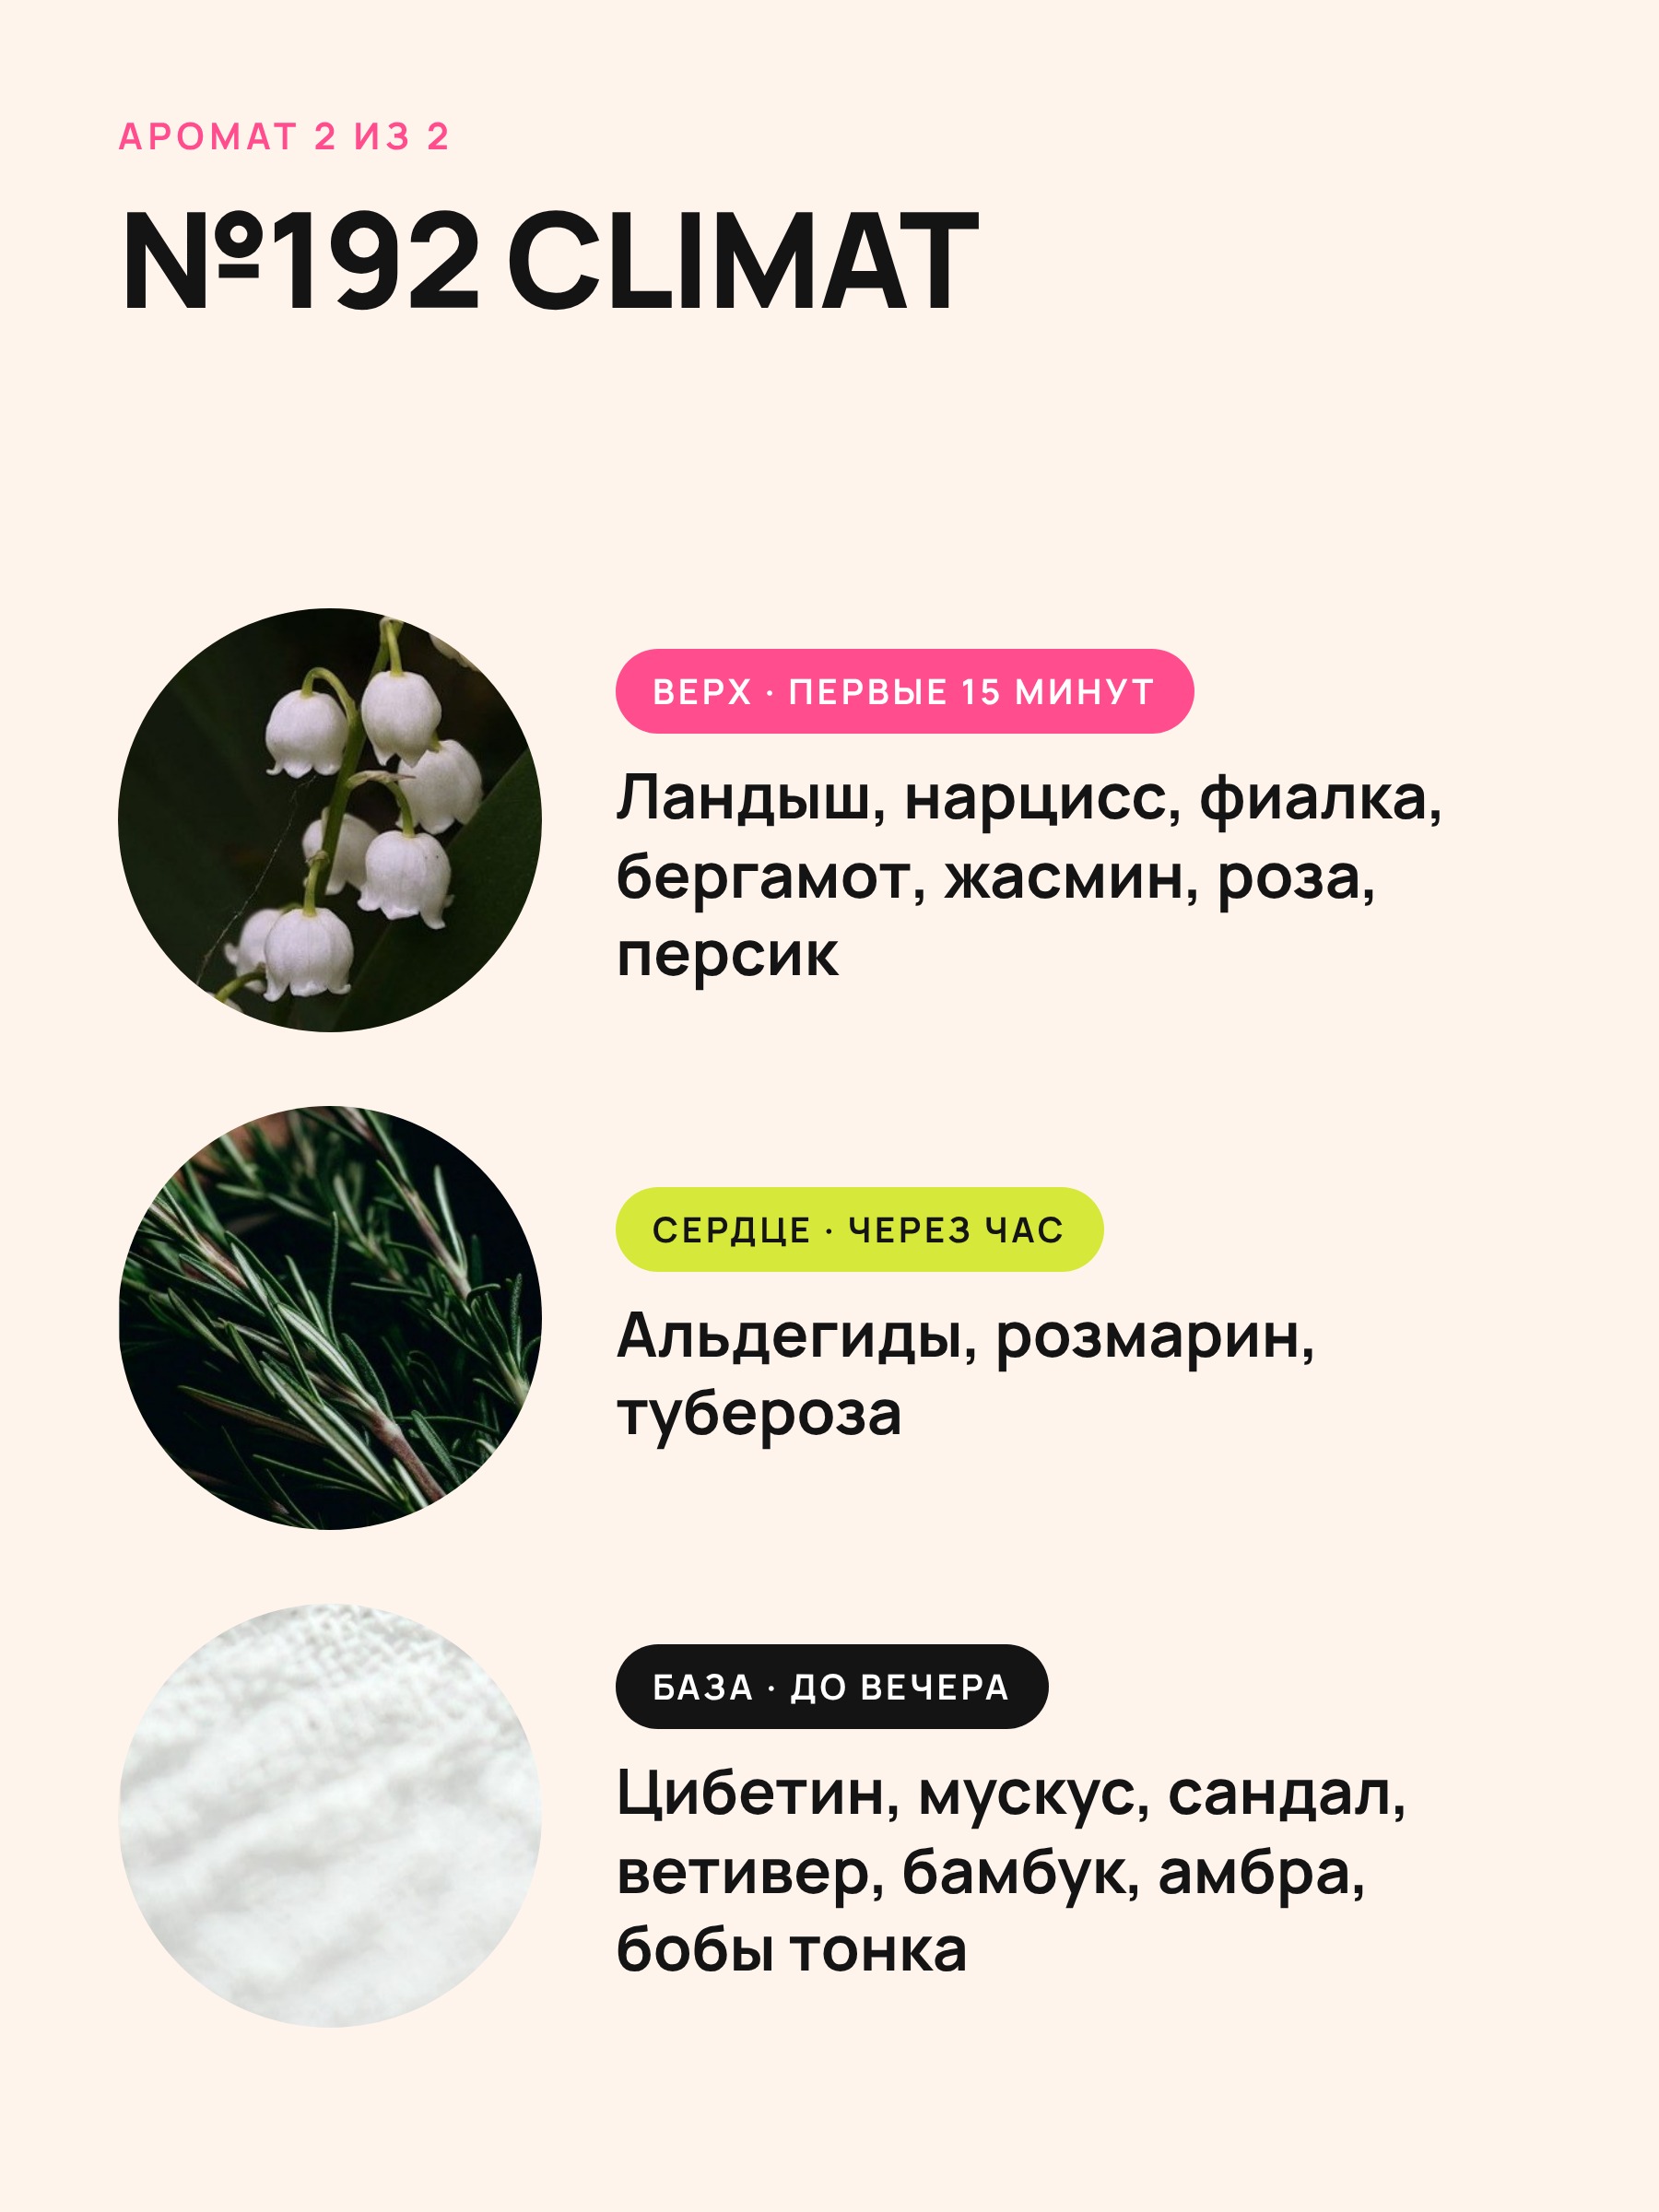 АРОМАТ 2 ИЗ 2
№192 CLIMAT
ВЕРХ · ПЕРВЫЕ 15 МИНУТ
Ландыш, нарцисс, фиалка,
бергамот, жасмин, роза,
персик
СЕРДЦЕ · ЧЕРЕЗ ЧАС
Альдегиды, розмарин,
тубероза
БАЗА · ДО ВЕЧЕРА
Цибетин, мускус, сандал,
ветивер, бамбук, амбра,
бобы тонка